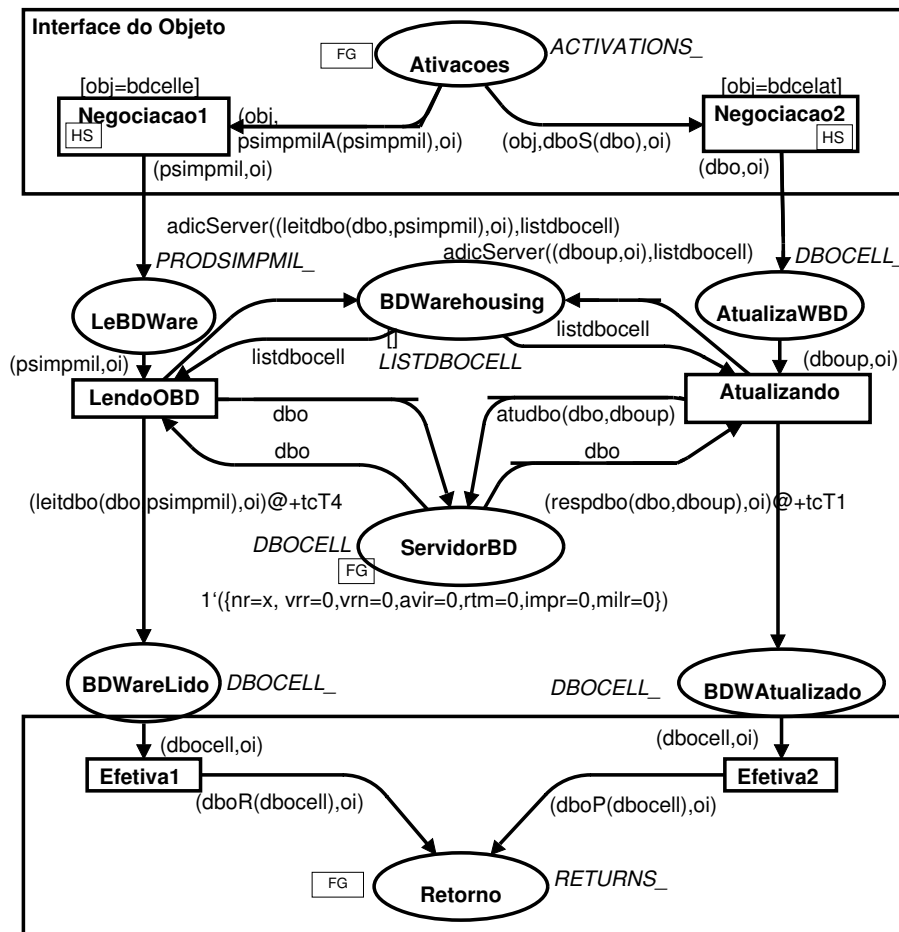 Interface do Objeto
FG
ACTIVATIONS_
Ativacoes
[obj=bdcelle]
[obj=bdcelat]
Negociacao1
HS
(obj,
psimpmilA(psimpmil),oi)
(obj,dboS(dbo),oi)
Negociacao2
HS
(psimpmil,oi)
(dbo,oi)
adicServer((leitdbo(dbo,psimpmil),oi),listdbocell)
adicServer((dboup,oi),listdbocell)
PRODSIMPMIL_
DBOCELL_
LeBDWare
BDWarehousing
AtualizaWBD
listdbocell
[]
listdbocell
LISTDBOCELL
(psimpmil,oi)
(dboup,oi)
LendoOBD
Atualizando
dbo
atudbo(dbo,dboup)
dbo
dbo
(leitdbo(dbo,psimpmil),oi)@+tcT4
(respdbo(dbo,dboup),oi)@+tcT1
DBOCELL
ServidorBD
FG
1‘({nr=x, vrr=0,vrn=0,avir=0,rtm=0,impr=0,milr=0})
BDWareLido
DBOCELL_
DBOCELL_
BDWAtualizado
(dbocell,oi)
(dbocell,oi)
Efetiva1
Efetiva2
(dboR(dbocell),oi)
(dboP(dbocell),oi)
FG
Retorno
RETURNS_